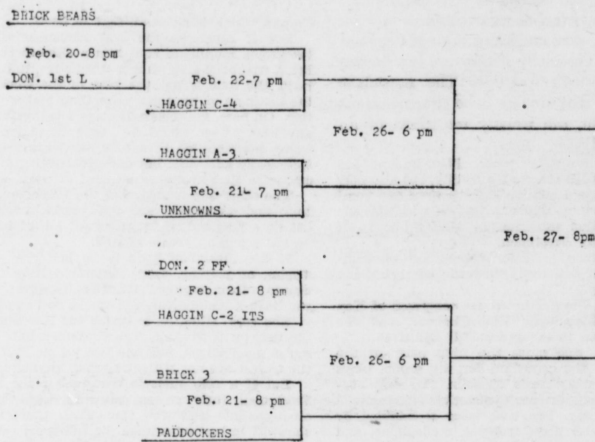 BRICK BEARS
Feb. 20-8 pm
DON. 1st L
Feb. 22-7 pm
HAGGIN C-4
Feb. 26- 6 pm
HAGGIN A-3
Feb. 21- 7 pm
UNKNOWNS
Feb. 27- 8pm
DON. 2 FF
Feb. 21- 8 pm
HAGGIN C-2 ITS
Feb. 26- 6 pm
BRICK 3
Feb. 21- 8 pm
PADDOCKERS